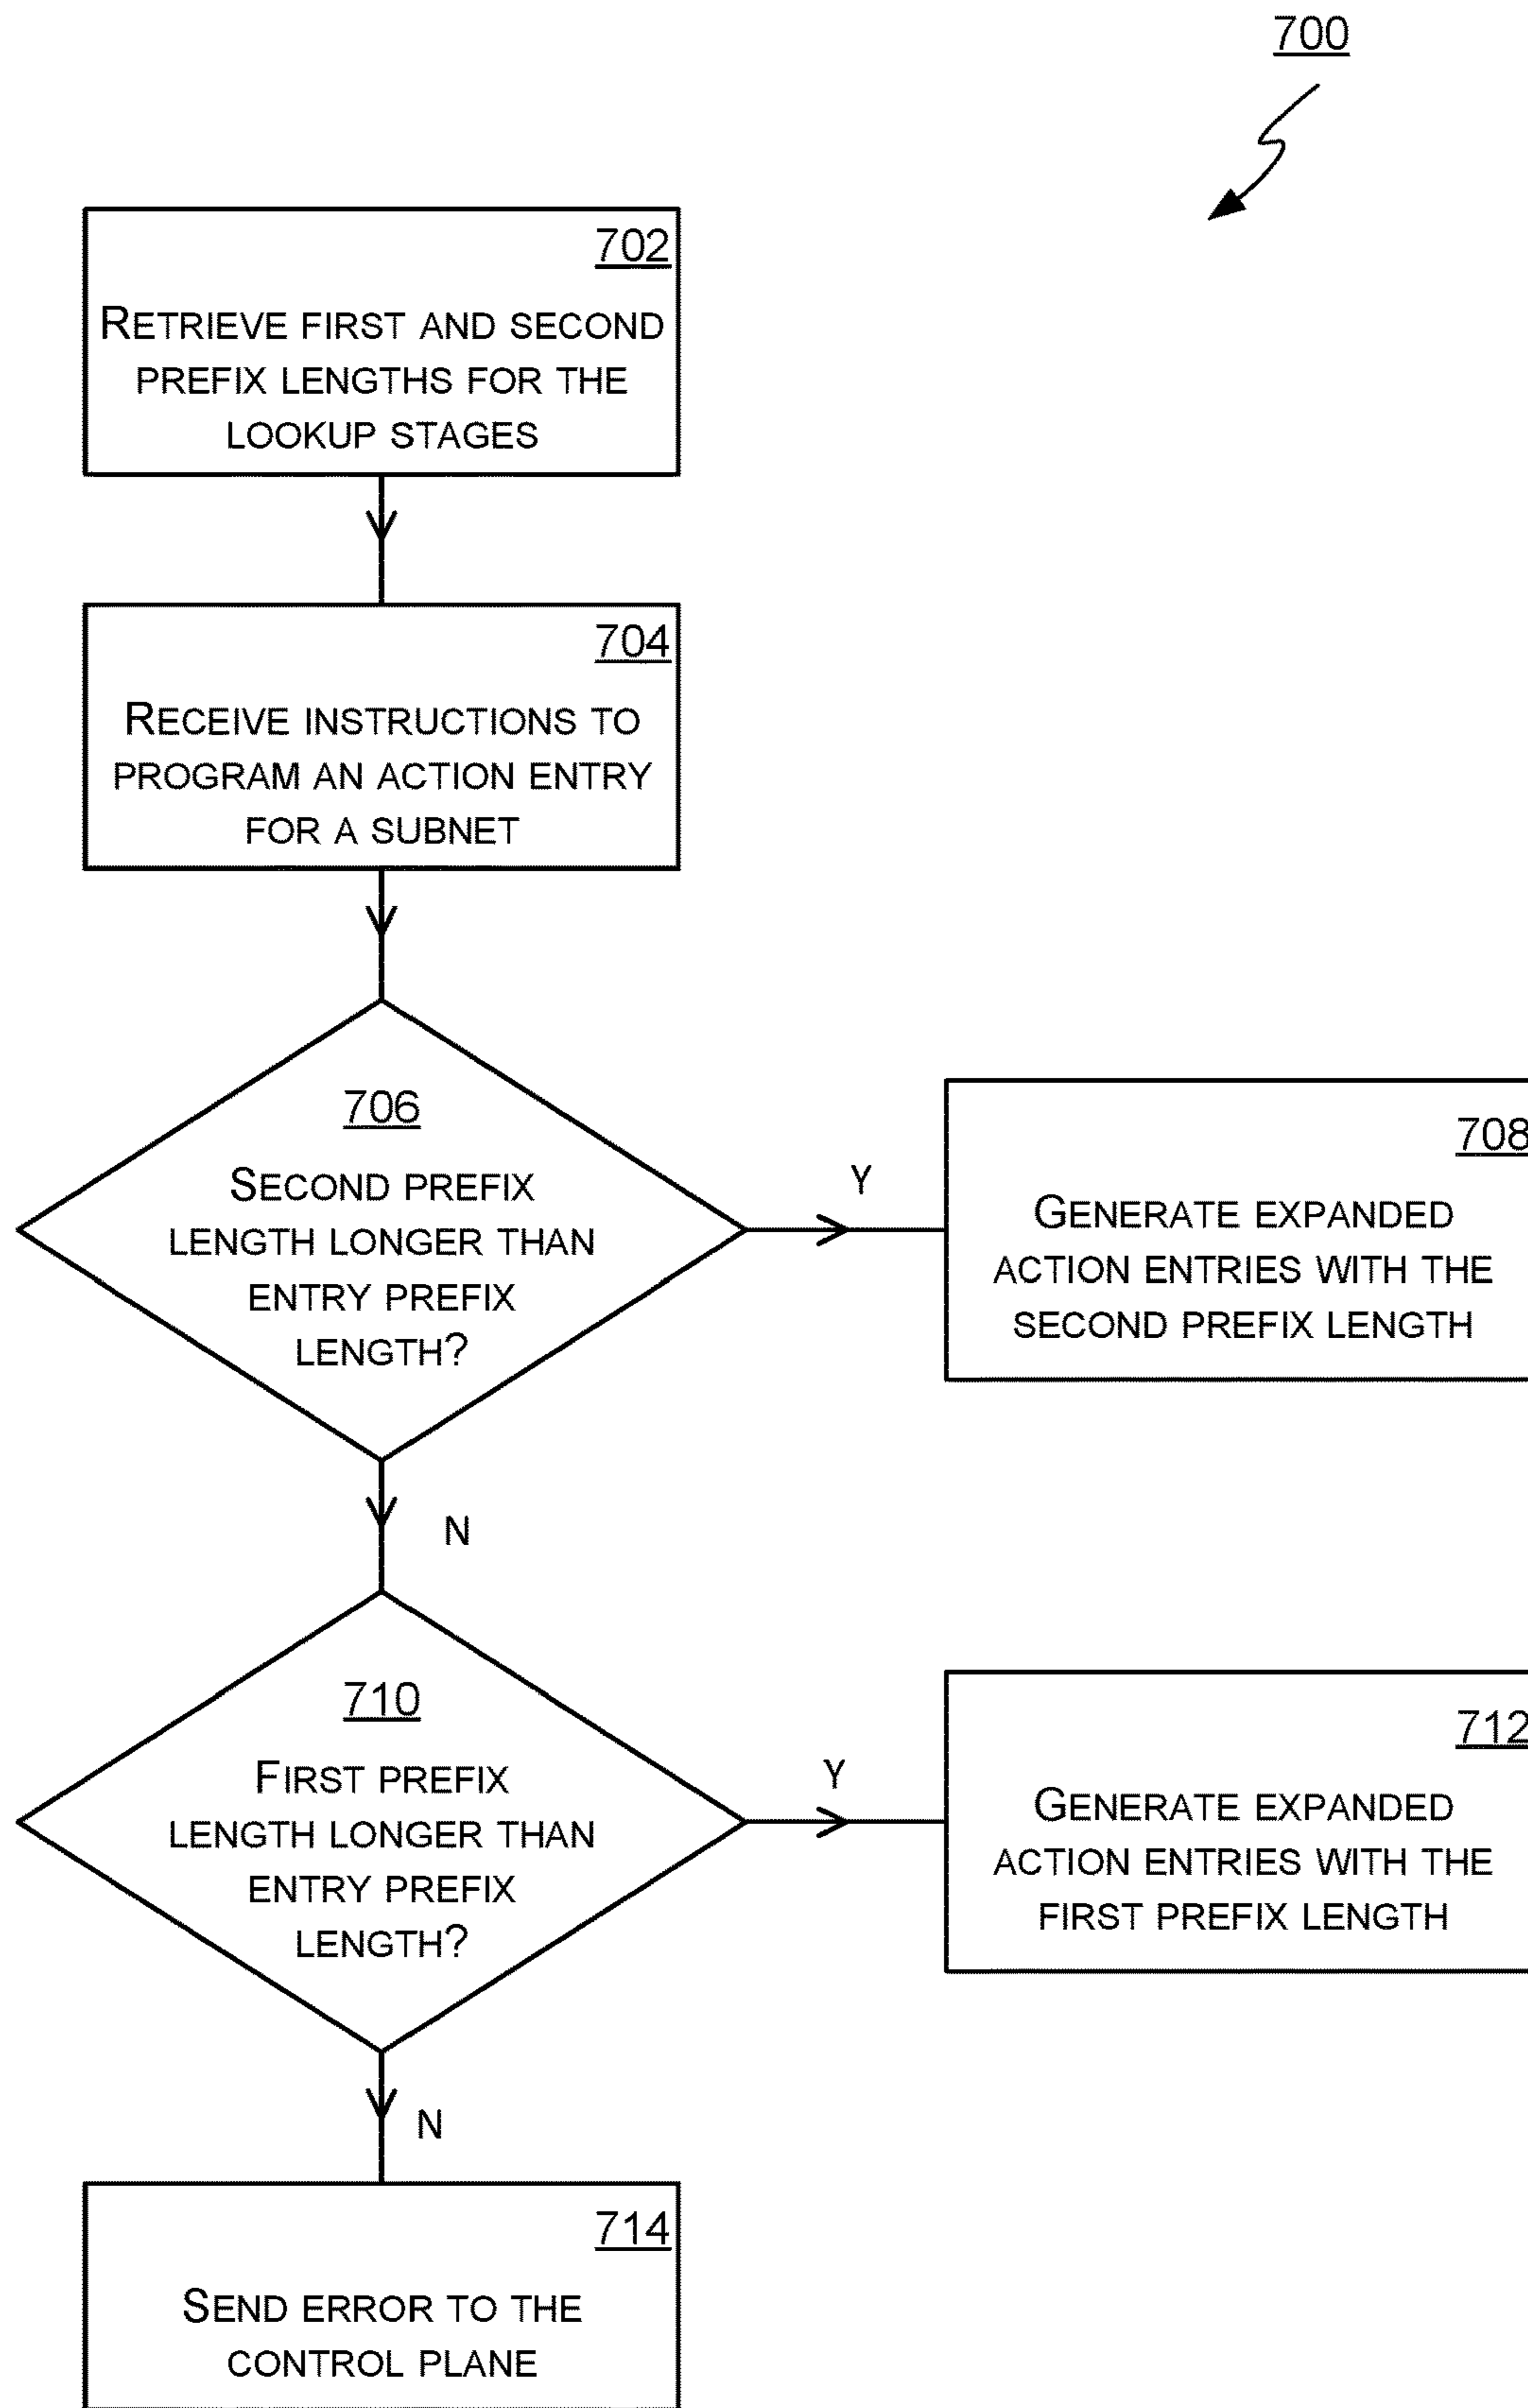 700
702
RETRIEVE FIRST AND SECOND
PREFIX LENGTHS FOR THE
LOOKUP STAGES
704
RECEIVE INSTRUCTIONS TO
PROGRAM AN ACTION ENTRY
FOR A SUBNET
706
SECOND PREFIX
LENGTH LONGER THAN
ENTRY PREFIX
LENGTH?
Y
708
GENERATE EXPANDED
ACTION ENTRIES WITH THE
SECOND PREFIX LENGTH
N
710
FIRST PREFIX
LENGTH LONGER THAN
ENTRY PREFIX
LENGTH?
Y
712
GENERATE EXPANDED
ACTION ENTRIES WITH THE
FIRST PREFIX LENGTH
N
714
SEND ERROR TO THE
CONTROL PLANE